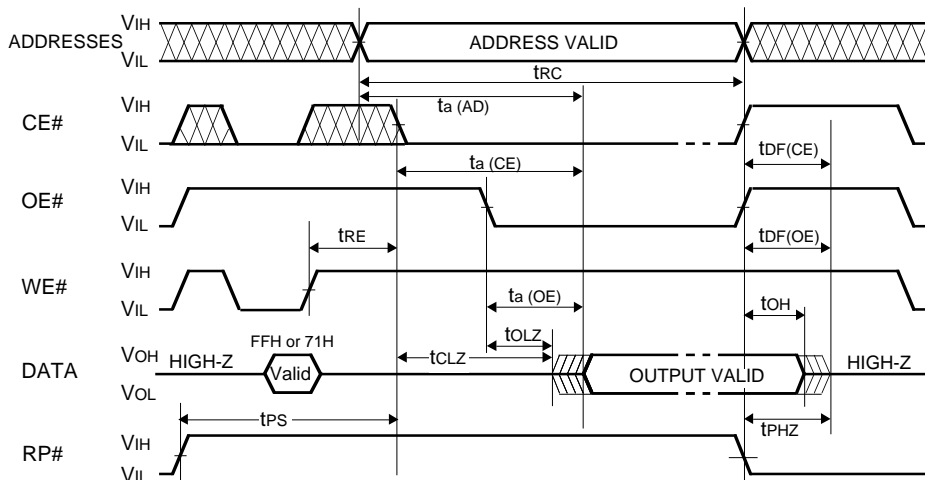 ADDRESSES
VIH
VIL
ADDRESS VALID
tRC
ta (AD)
CE#
VIH
VIL
tDF(CE)
ta (CE)
OE#
VIH
VIL
tRE
tDF(OE)
WE#
VIH
VIL
ta (OE)
tOH
tOLZ
FFH or 71H
tCLZ
DATA
VOH
VOL
HIGH-Z
Valid
OUTPUT VALID
HIGH-Z
tPS
tPHZ
RP#
VIH
VIL